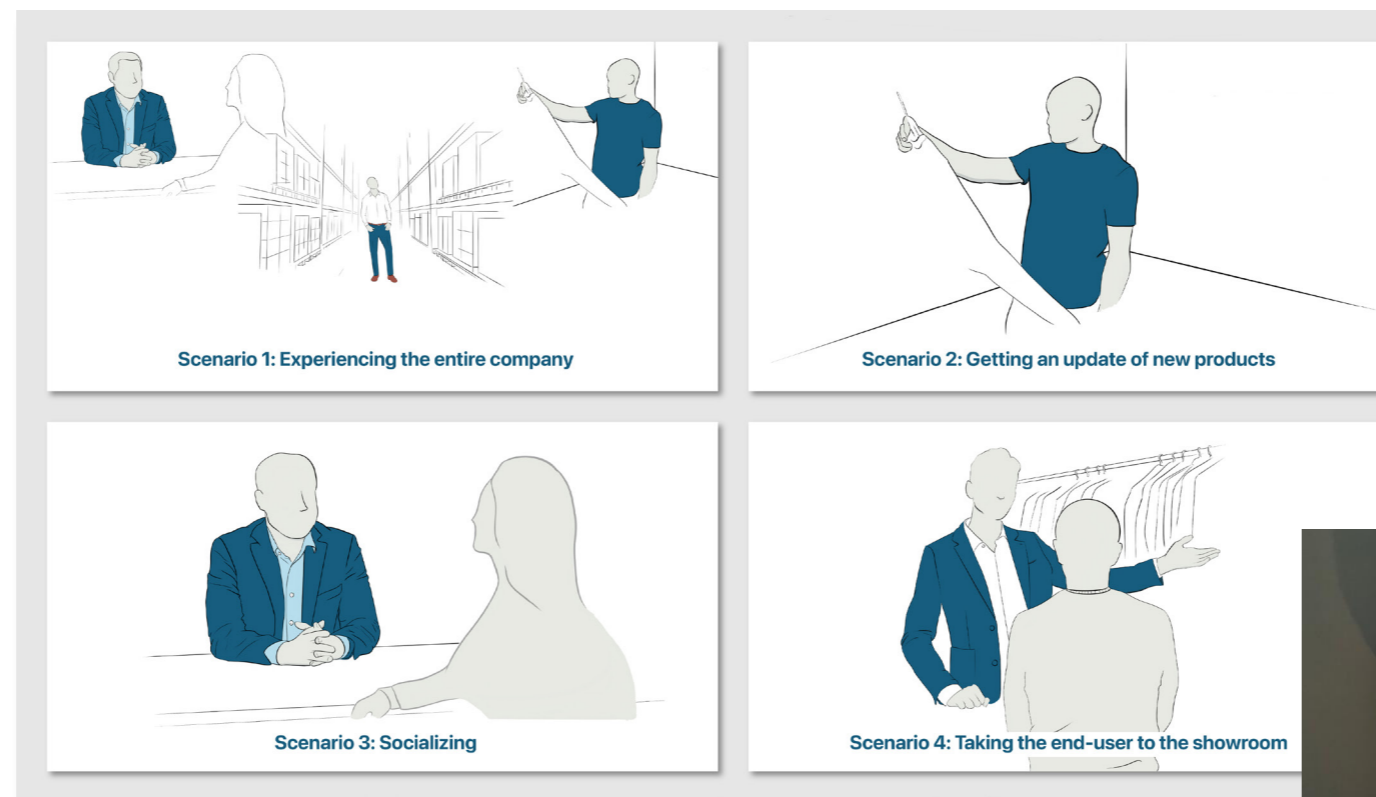 Scenario 1: Experiencing the entire company
Scenario 2: Getting an update of new products
Scenario 3: Socializing
Scenario 4: Taking the end-user to the showroom